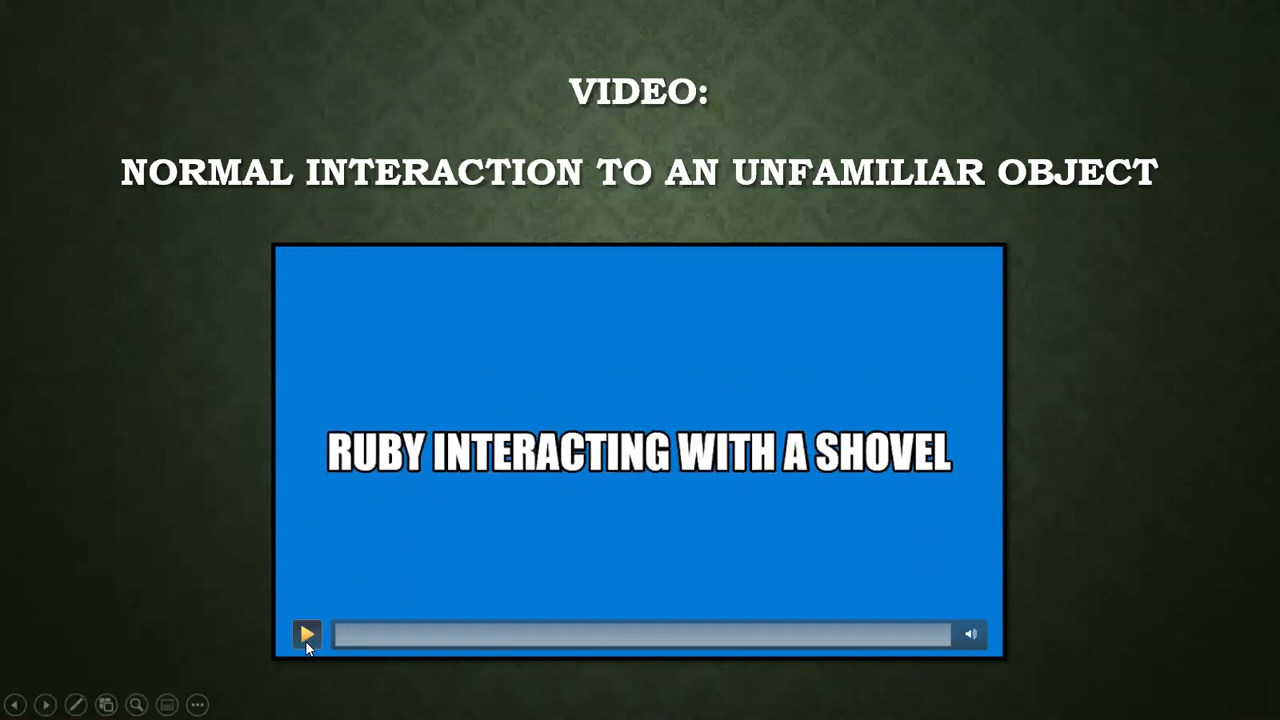 VIDEO:
NORMAL INTERACTION TO AN UNFAMILIAR OBJECT
RUBY INTERACTING WITH A SHOVEL